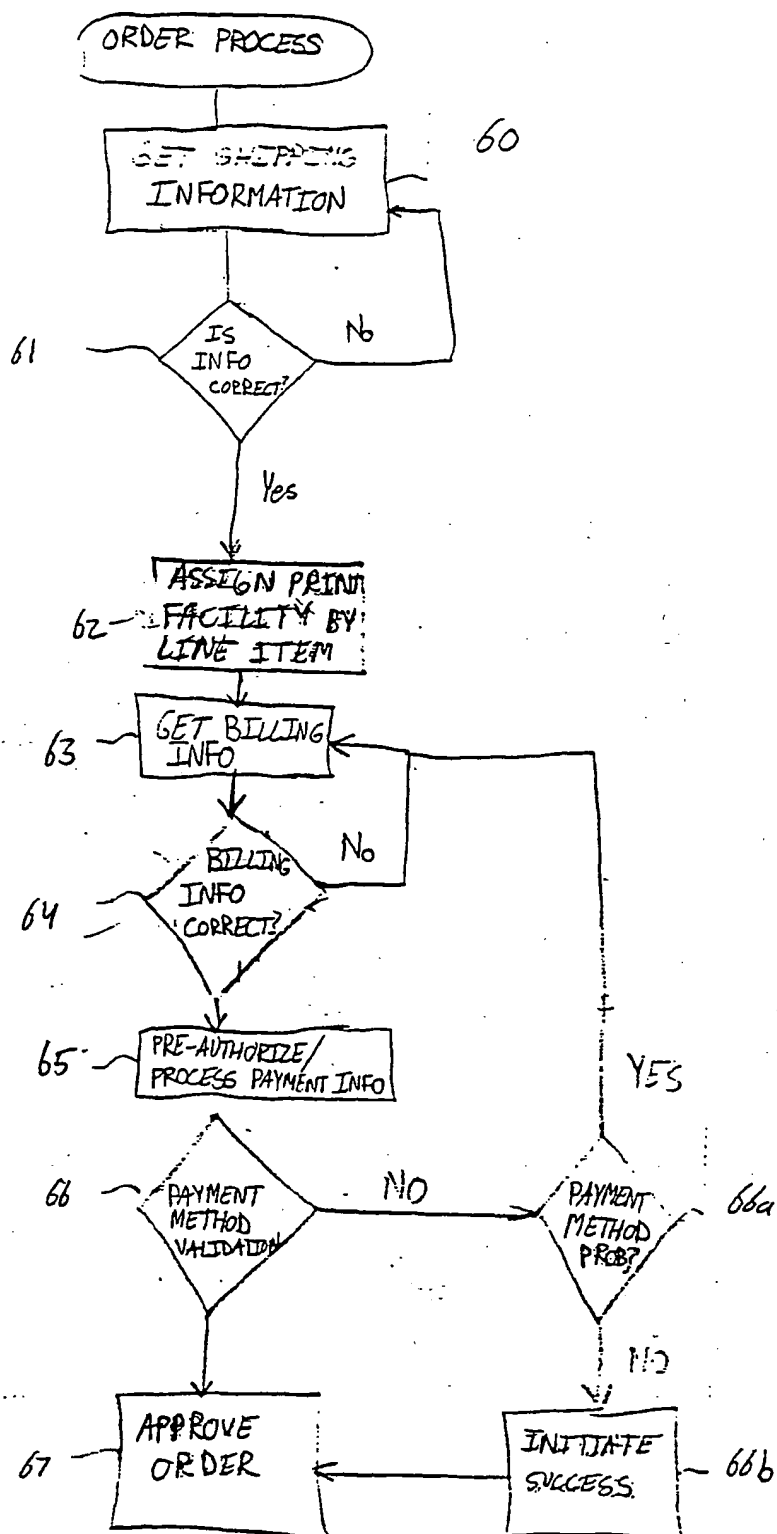 ORDER PROCESS
60
GET SHIPPING
INFORMATION
61
IS
INFO
CORRECT?
No
Yes
62
ASSIGN PRINT
FACILITY BY
LINE ITEM
63
GET BILLING
INFO
64
BILLING
INFO
CORRECT?
No
65
PRE-AUTHORIZE/
PROCESS PAYMENT INFO
YES
66
PAYMENT
METHOD
VALIDATION
NO
PAYMENT
METHOD
PROB?
66a
NO
67
APPROVE
ORDER
INITIATE
SUCCESS
66b